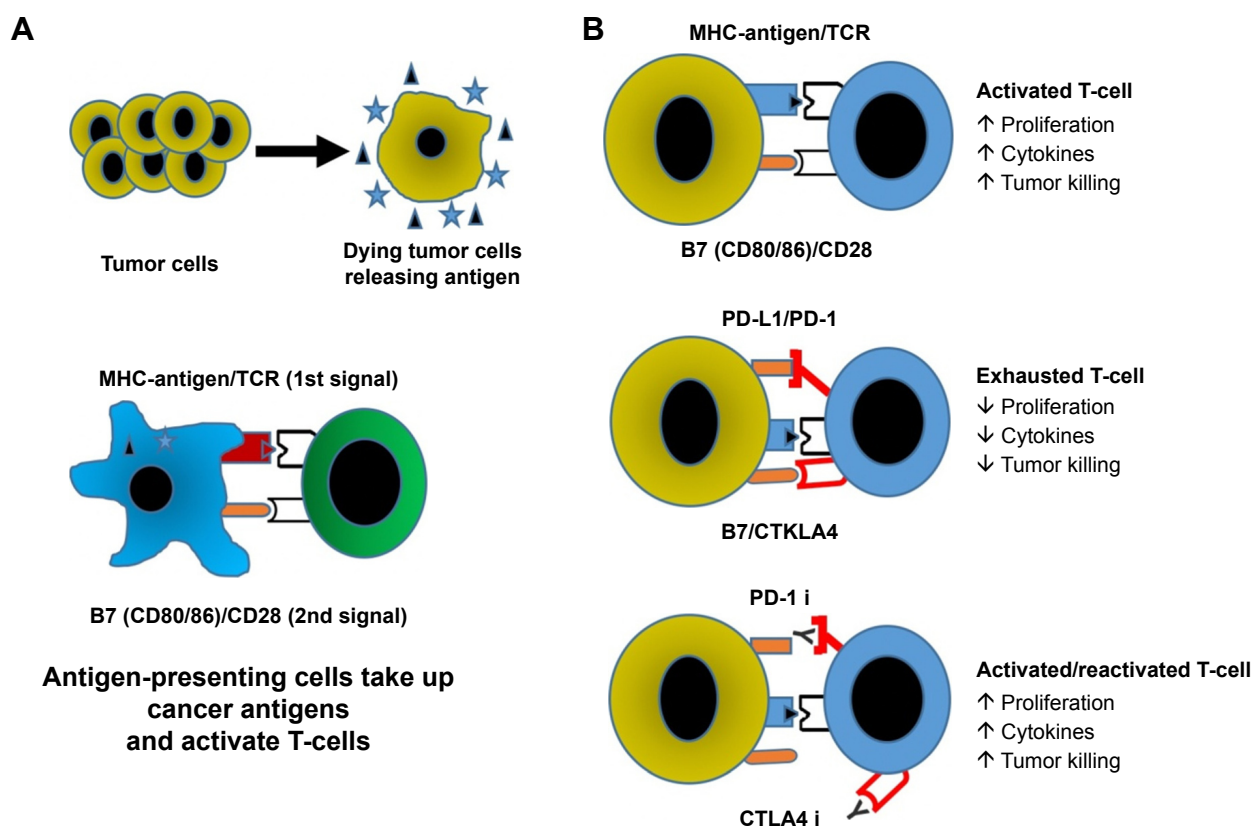 A
Tumor cells
Dying tumor cells
releasing antigen
MHC-antigen/TCR (1st signal)
B7 (CD80/86)/CD28 (2nd signal)
Antigen-presenting cells take up
cancer antigens
and activate T-cells
B
MHC-antigen/TCR
B7 (CD80/86)/CD28
Activated T-cell
↑ Proliferation
↑ Cytokines
↑ Tumor killing
PD-L1/PD-1
B7/CTKLA4
Exhausted T-cell
↓ Proliferation
↓ Cytokines
↓ Tumor killing
PD-1 i
CTLA4 i
Activated/reactivated T-cell
↑ Proliferation
↑ Cytokines
↑ Tumor killing